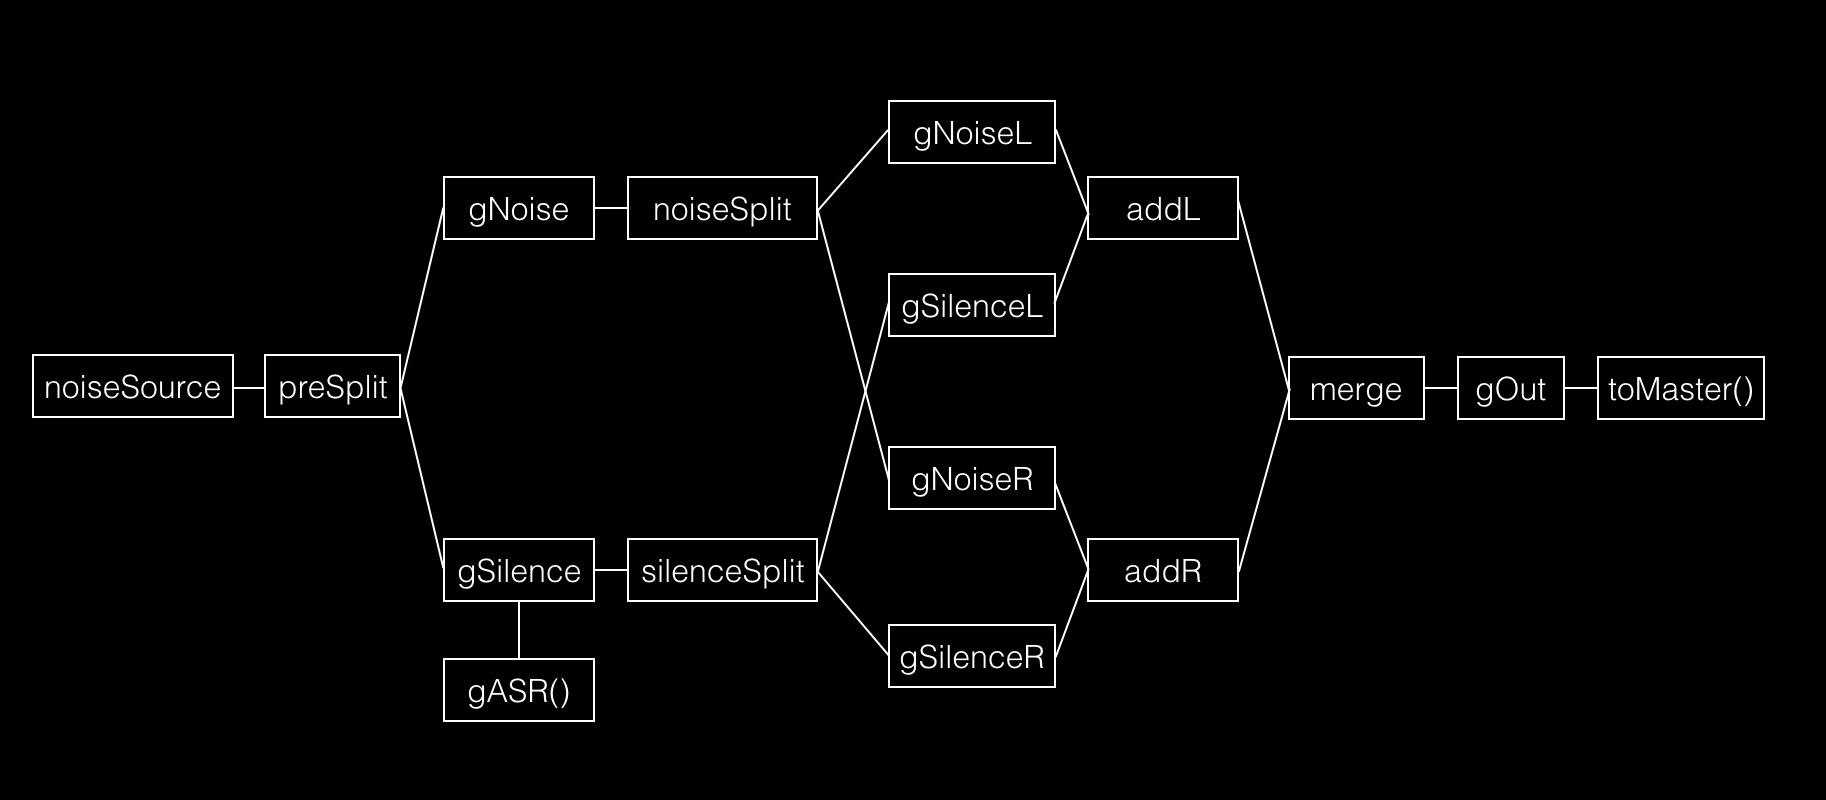 noiseSource
preSplit
gNoise
noiseSplit
gSilence
silenceSplit
gASR()
gNoiseL
gSilenceL
gNoiseR
gSilenceR
addL
addR
merge
gOut
toMaster()